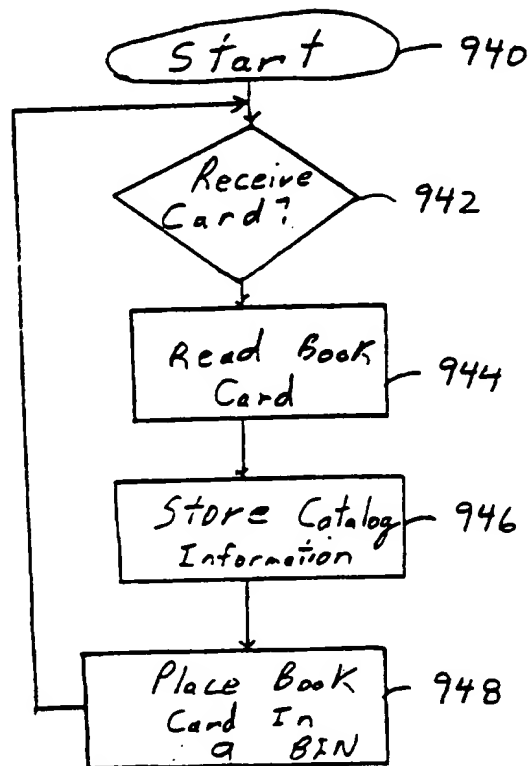 Start 940
Receive
Card? 942
Read Book
Card 944
Store Catalog 946
Information
Place Book
Card In 948
a BIN